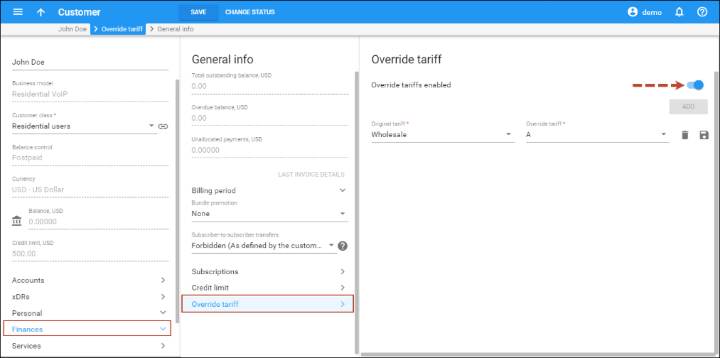 Customer
SAVE
CHANGE STATUS
demo
John Doe
Override tariff
General info
John Doe
Business model
Residential VoIP
Customer class *
Residential users
Balance control
Postpaid
Currency
USD - US Dollar
Balance, USD
0.00000
Credit limit, USD
500.00
Accounts
xDRs
Personal
Finances
Services
General info
Total outstanding balance, USD
0.00
Overdue balance, USD
0.00
Unallocated payments, USD
0.00000
LAST INVOICE DETAILS
Billing period
Bundle promotion
None
Subscriber-to-subscriber transfers
Forbidden (As defined by the custom...
Subscriptions
Credit limit
Override tariff
Override tariff
Override tariffs enabled
ADD
Original tariff *
Wholesale
Override tariff *
A